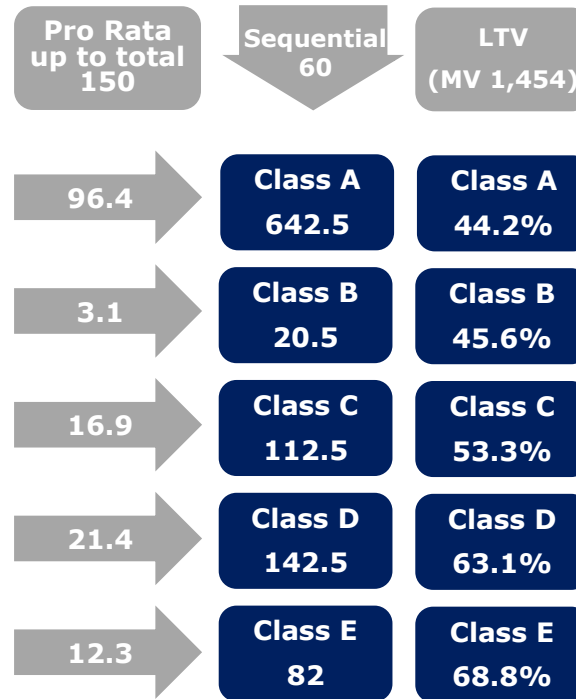 Pro Rata
up to total
150
Sequential
60
LTV
(MV 1,454)
96.4
Class A
642.5
Class A
44.2%
3.1
Class B
20.5
Class B
45.6%
16.9
Class C
112.5
Class C
53.3%
21.4
Class D
142.5
Class D
63.1%
12.3
Class E
82
Class E
68.8%